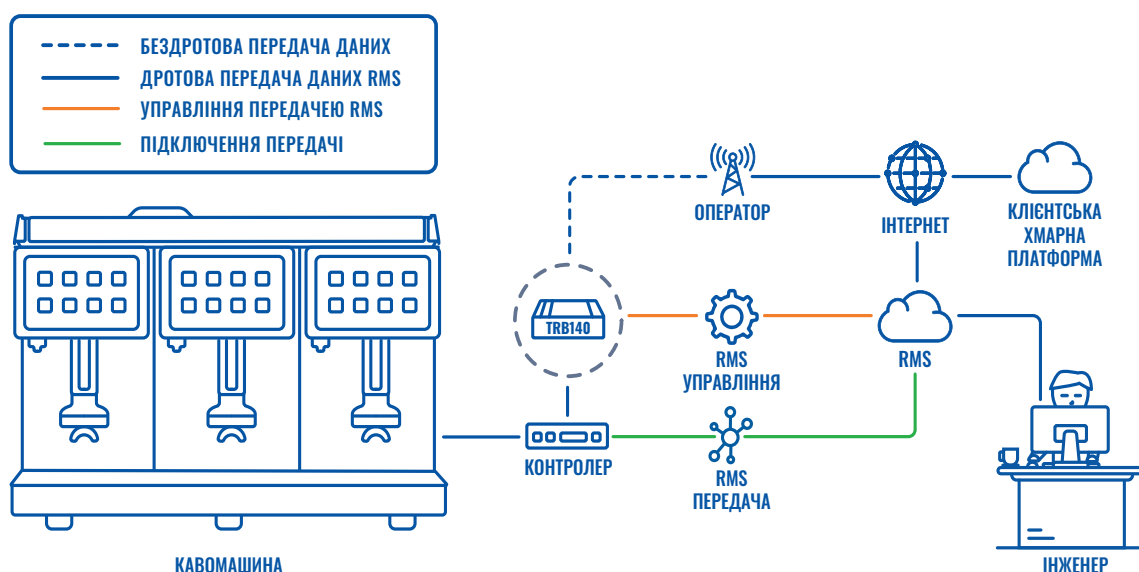 БЕЗДРОТОВА ПЕРЕДАЧА ДАНИХ
ДРОТОВА ПЕРЕДАЧА ДАНИХ RMS
УПРАВЛІННЯ ПЕРЕДАЧЕЮ RMS
ПІДКЛЮЧЕННЯ ПЕРЕДАЧІ
ОПЕРАТОР
ІНТЕРНЕТ
КЛІЄНТСЬКА
ХМАРНА
ПЛАТФОРМА
TRB140
RMS
УПРАВЛІННЯ
RMS
КОНТРОЛЕР
RMS
ПЕРЕДАЧА
КАВОМАШИНА
ІНЖЕНЕР